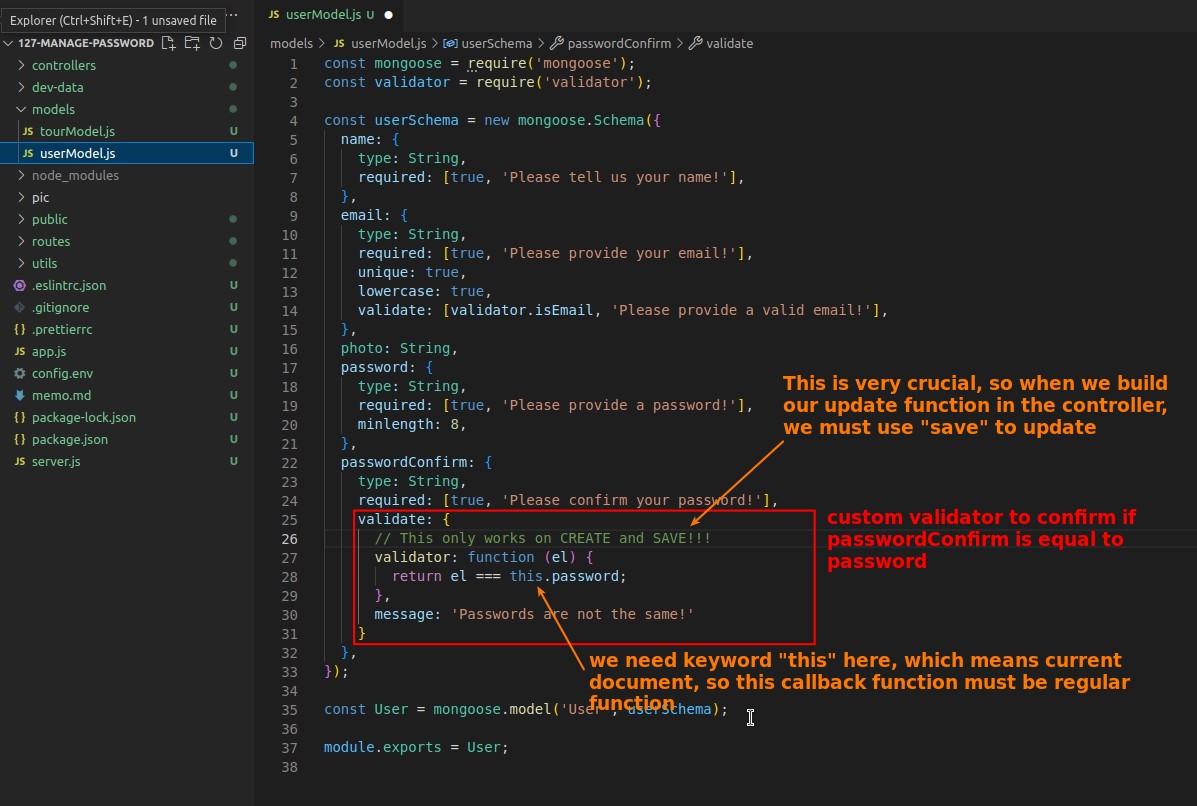 Explorer (Ctrl+Shift+E) - 1 unsaved file
127-MANAGE-PASSWORD
controllers
dev-data
models
JS tourModel.js U
JS userModel.js U
node_modules
pic
public
routes
utils
.eslintrc.json U
.gitignore U
{} .prettierrc U
JS app.js U
config.env U
memo.md U
{} package-lock.json U
{} package.json U
JS server.js U
JS userModel.js U
models > JS userModel.js > userSchema > passwordConfirm > validate
1 const mongoose = require('mongoose');
2 const validator = require('validator');
3
4 const userSchema = new mongoose.Schema({
5 name: {
6 type: String,
7 required: [true, 'Please tell us your name!'],
8 },
9 email: {
10 type: String,
11 required: [true, 'Please provide your email!'],
12 unique: true,
13 lowercase: true,
14 validate: [validator.isEmail, 'Please provide a valid email!'],
15 },
16 photo: String,
17 password: {
18 type: String,
19 required: [true, 'Please provide a password!'],
20 minlength: 8,
21 },
22 passwordConfirm: {
23 type: String,
24 required: [true, 'Please confirm your password!'],
25 validate: {
26 // This only works on CREATE and SAVE!!!
27 validator: function (el) {
28 return el === this.password;
29 },
30 message: 'Passwords are not the same!'
31 }
32 },
33 });
34
35 const User = mongoose.model('User', userSchema);
36
37 module.exports = User;
38
This is very crucial, so when we build
our update function in the controller,
we must use "save" to update
custom validator to confirm if
passwordConfirm is equal to
password
we need keyword "this" here, which means current
document, so this callback function must be regular
function